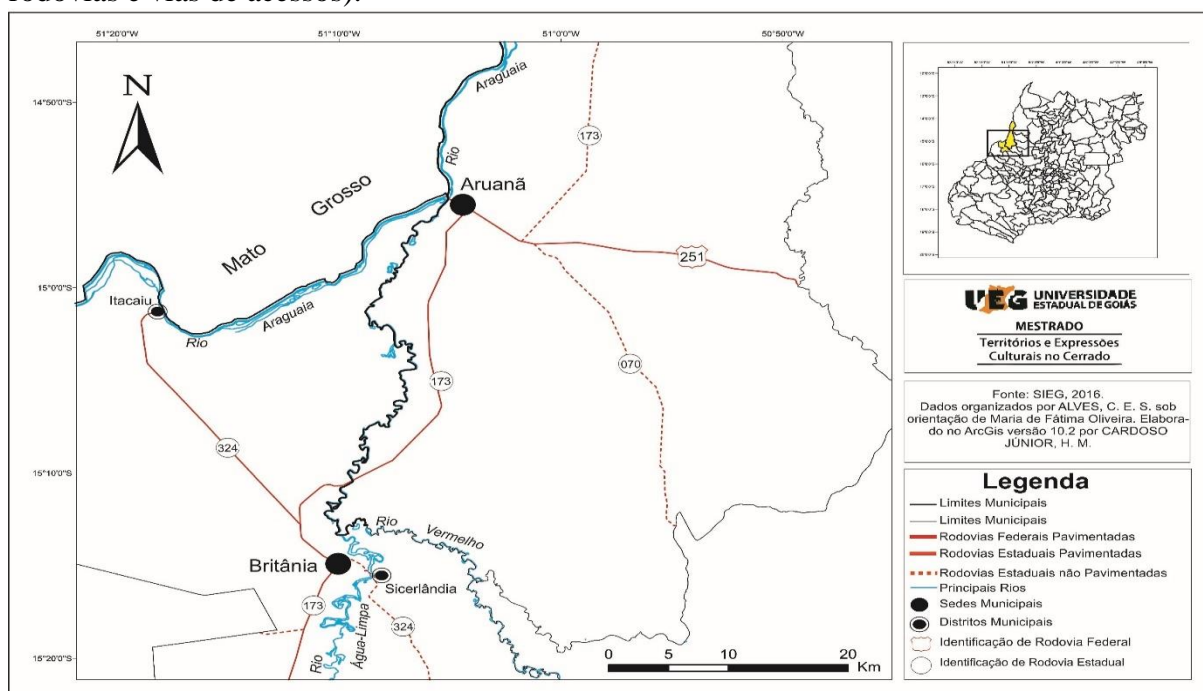 rodovias e vias de acessos).
51°20'0"W
51°10'0"W
51°0'0"W
50°50'0"W
14°50'0"S
15°0'0"S
15°10'0"S
15°20'0"S
N
Araguaia
Rio
173
Aruanã
Mato Grosso
251
Itacaiu
Rio Araguaia
173
070
324
Rio Vermelho
Britânia
Sicerlândia
173
324
Rio Água-Limpa
0 5 10 20
Km
UEG UNIVERSIDADE
ESTADUAL DE GOIÁS
MESTRADO
Territórios e Expressões
Culturais no Cerrado
Fonte: SIEG, 2016.
Dados organizados por ALVES, C. E. S. sob
orientação de Maria de Fátima Oliveira. Elabora-
do no ArcGis versão 10.2 por CARDOSO
JÚNIOR, H. M.
Legenda
Limites Municipais
Limites Municipais
Rodovias Federais Pavimentadas
Rodovias Estaduais Pavimentadas
Rodovias Estaduais não Pavimentadas
Principais Rios
Sedes Municipais
Distritos Municipais
Identificação de Rodovia Federal
Identificação de Rodovia Estadual